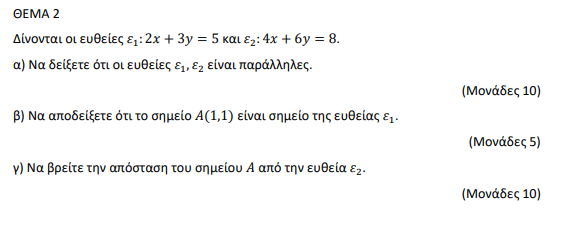 ΘΕΜΑ 2
Δίνονται οι ευθείες ε₁: 2x + 3y = 5 και ε₂: 4x + 6y = 8.
α) Να δείξετε ότι οι ευθείες ε₁, ε₂ είναι παράλληλες.
(Μονάδες 10)
β) Να αποδείξετε ότι το σημείο A(1,1) είναι σημείο της ευθείας ε₁.
(Μονάδες 5)
γ) Να βρείτε την απόσταση του σημείου A από την ευθεία ε₂.
(Μονάδες 10)